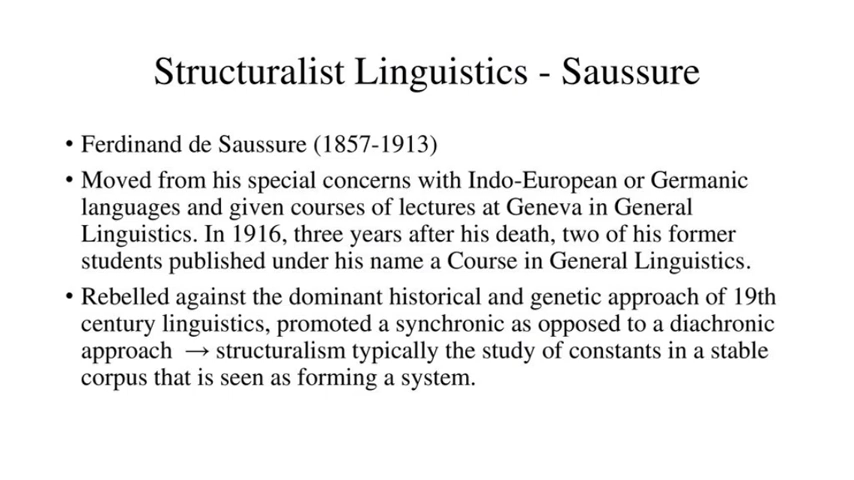 Structuralist Linguistics - Saussure
• Ferdinand de Saussure (1857-1913)
• Moved from his special concerns with Indo-European or Germanic
languages and given courses of lectures at Geneva in General
Linguistics. In 1916, three years after his death, two of his former
students published under his name a Course in General Linguistics.
• Rebelled against the dominant historical and genetic approach of 19th
century linguistics, promoted a synchronic as opposed to a diachronic
approach → structuralism typically the study of constants in a stable
corpus that is seen as forming a system.